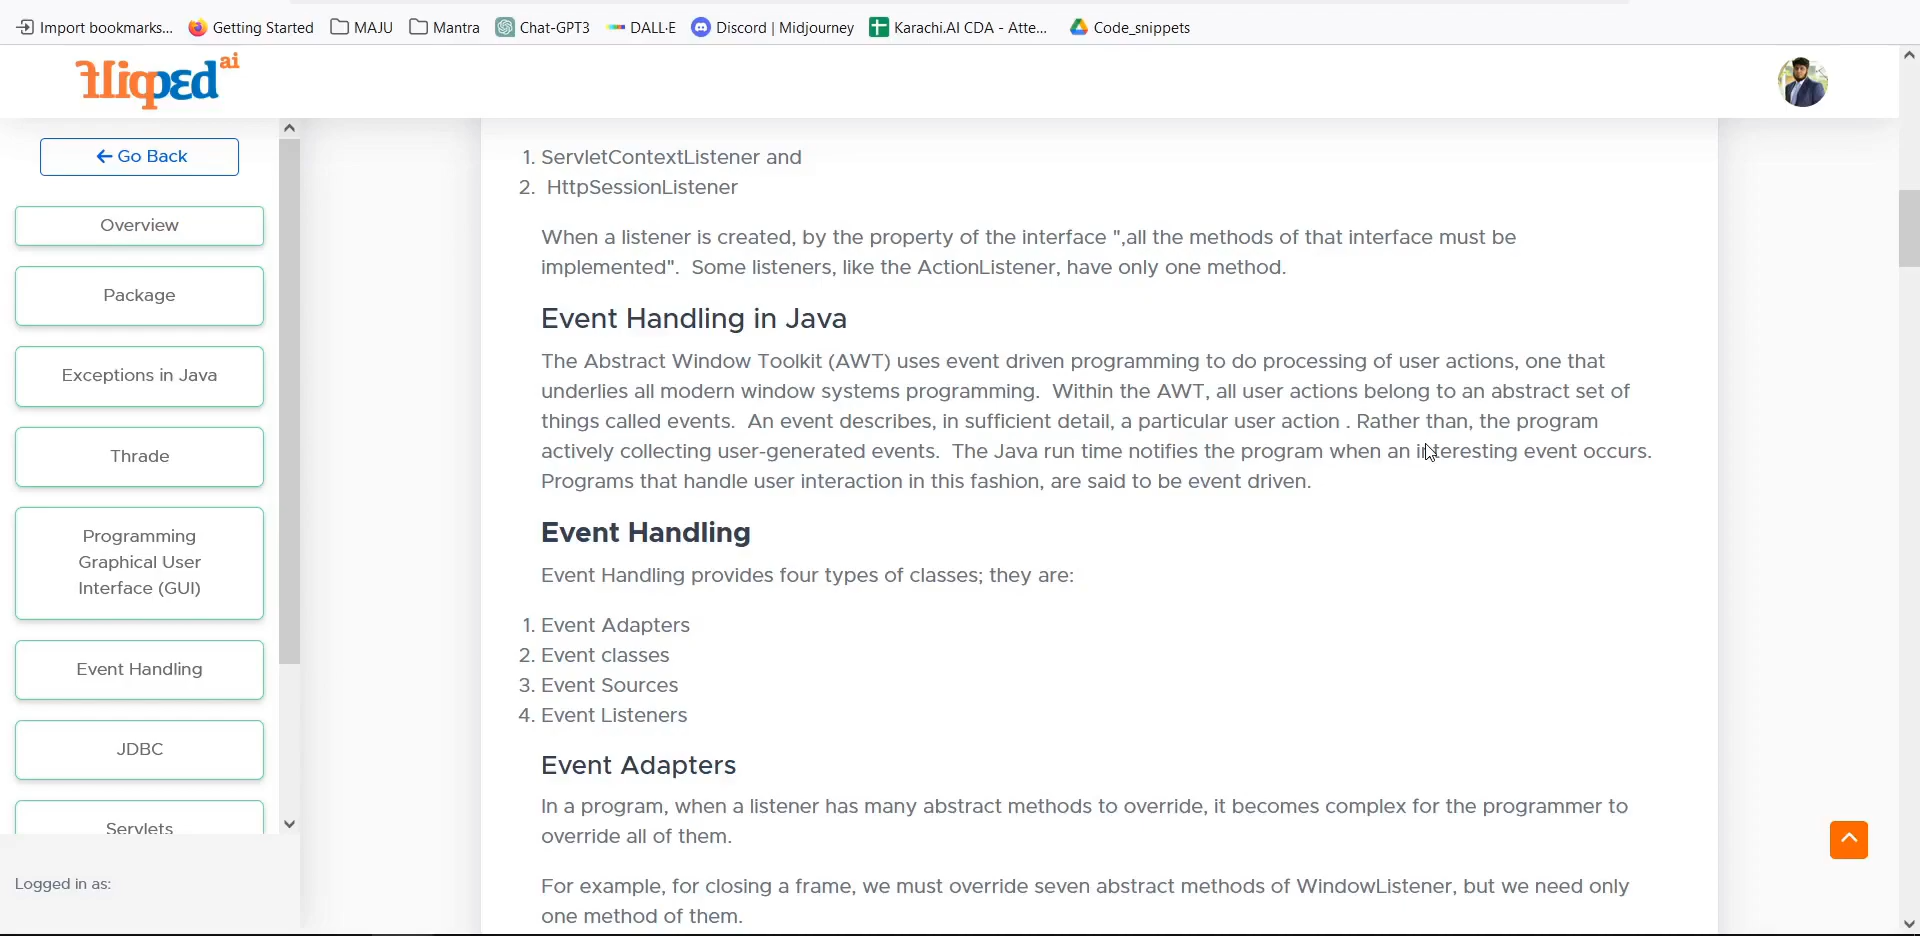 Import bookmarks... Getting Started MAJU Mantra Chat-GPT3 DALL·E Discord | Midjourney Karachi.AI CDA - Atte... Code_snippets
flipped ai
Go Back
Overview
Package
Exceptions in Java
Thrade
Programming
Graphical User
Interface (GUI)
Event Handling
JDBC
Servlets
Logged in as:
1. ServletContextListener and
2. HttpSessionListener
When a listener is created, by the property of the interface ",all the methods of that interface must be
implemented". Some listeners, like the ActionListener, have only one method.
Event Handling in Java
The Abstract Window Toolkit (AWT) uses event driven programming to do processing of user actions, one that
underlies all modern window systems programming. Within the AWT, all user actions belong to an abstract set of
things called events. An event describes, in sufficient detail, a particular user action . Rather than, the program
actively collecting user-generated events. The Java run time notifies the program when an interesting event occurs.
Programs that handle user interaction in this fashion, are said to be event driven.
Event Handling
Event Handling provides four types of classes; they are:
1. Event Adapters
2. Event classes
3. Event Sources
4. Event Listeners
Event Adapters
In a program, when a listener has many abstract methods to override, it becomes complex for the programmer to
override all of them.
For example, for closing a frame, we must override seven abstract methods of WindowListener, but we need only
one method of them.